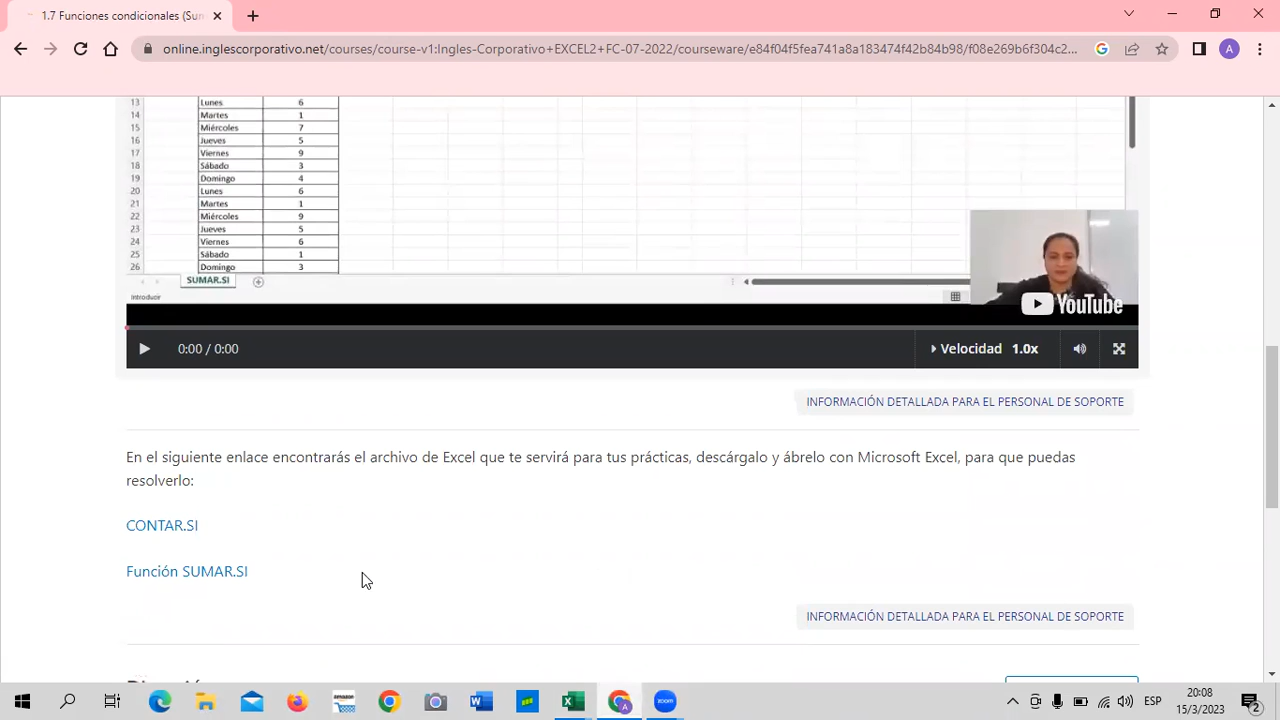 1.7 Funciones condicionales (Sum
online.inglescorporativo.net/courses/course-v1:Ingles-Corporativo+EXCEL2+FC-07-2022/courseware/e84f04f5fea741a8a183474f42b84b98/f08e269b6f304c2...
A
13 Lunes 6
14 Martes 1
15 Miércoles 7
16 Jueves 5
17 Viernes 9
18 Sábado 3
19 Domingo 4
20 Lunes 6
21 Martes 1
22 Miércoles 9
23 Jueves 5
24 Viernes 6
25 Sábado 1
26 Domingo 3
SUMAR.SI
Introducir
YouTube
0:00 / 0:00
Velocidad 1.0x
INFORMACIÓN DETALLADA PARA EL PERSONAL DE SOPORTE
En el siguiente enlace encontrarás el archivo de Excel que te servirá para tus prácticas, descárgalo y ábrelo con Microsoft Excel, para que puedas
resolverlo:
CONTAR.SI
Función SUMAR.SI
INFORMACIÓN DETALLADA PARA EL PERSONAL DE SOPORTE
amazon
zoom
ESP
20:08
15/3/2023
2